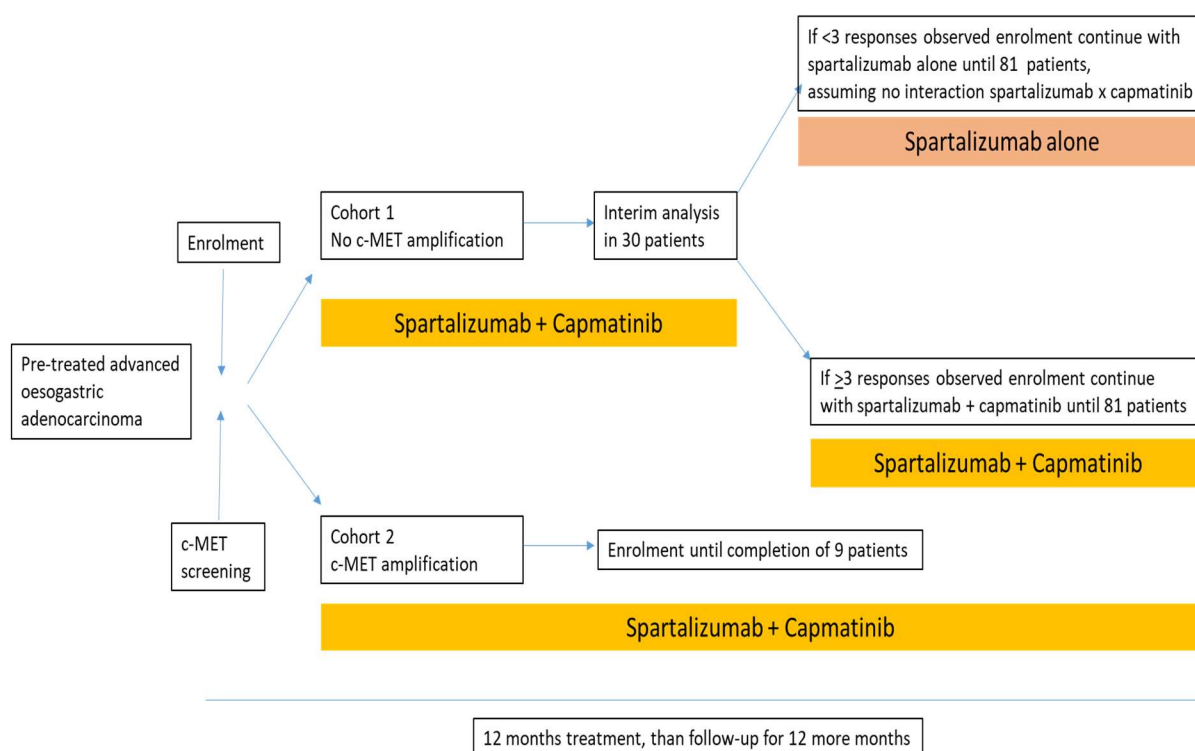 If <3 responses observed enrolment continue with
spartalizumab alone until 81 patients,
assuming no interaction spartalizumab x capmatinib
Spartalizumab alone
Enrolment
Cohort 1
No c-MET amplification
Interim analysis
in 30 patients
Spartalizumab + Capmatinib
Pre-treated advanced
oesogastric
adenocarcinoma
If ≥3 responses observed enrolment continue
with spartalizumab + capmatinib until 81 patients
Spartalizumab + Capmatinib
c-MET
screening
Cohort 2
c-MET amplification
Enrolment until completion of 9 patients
Spartalizumab + Capmatinib
12 months treatment, than follow-up for 12 more months